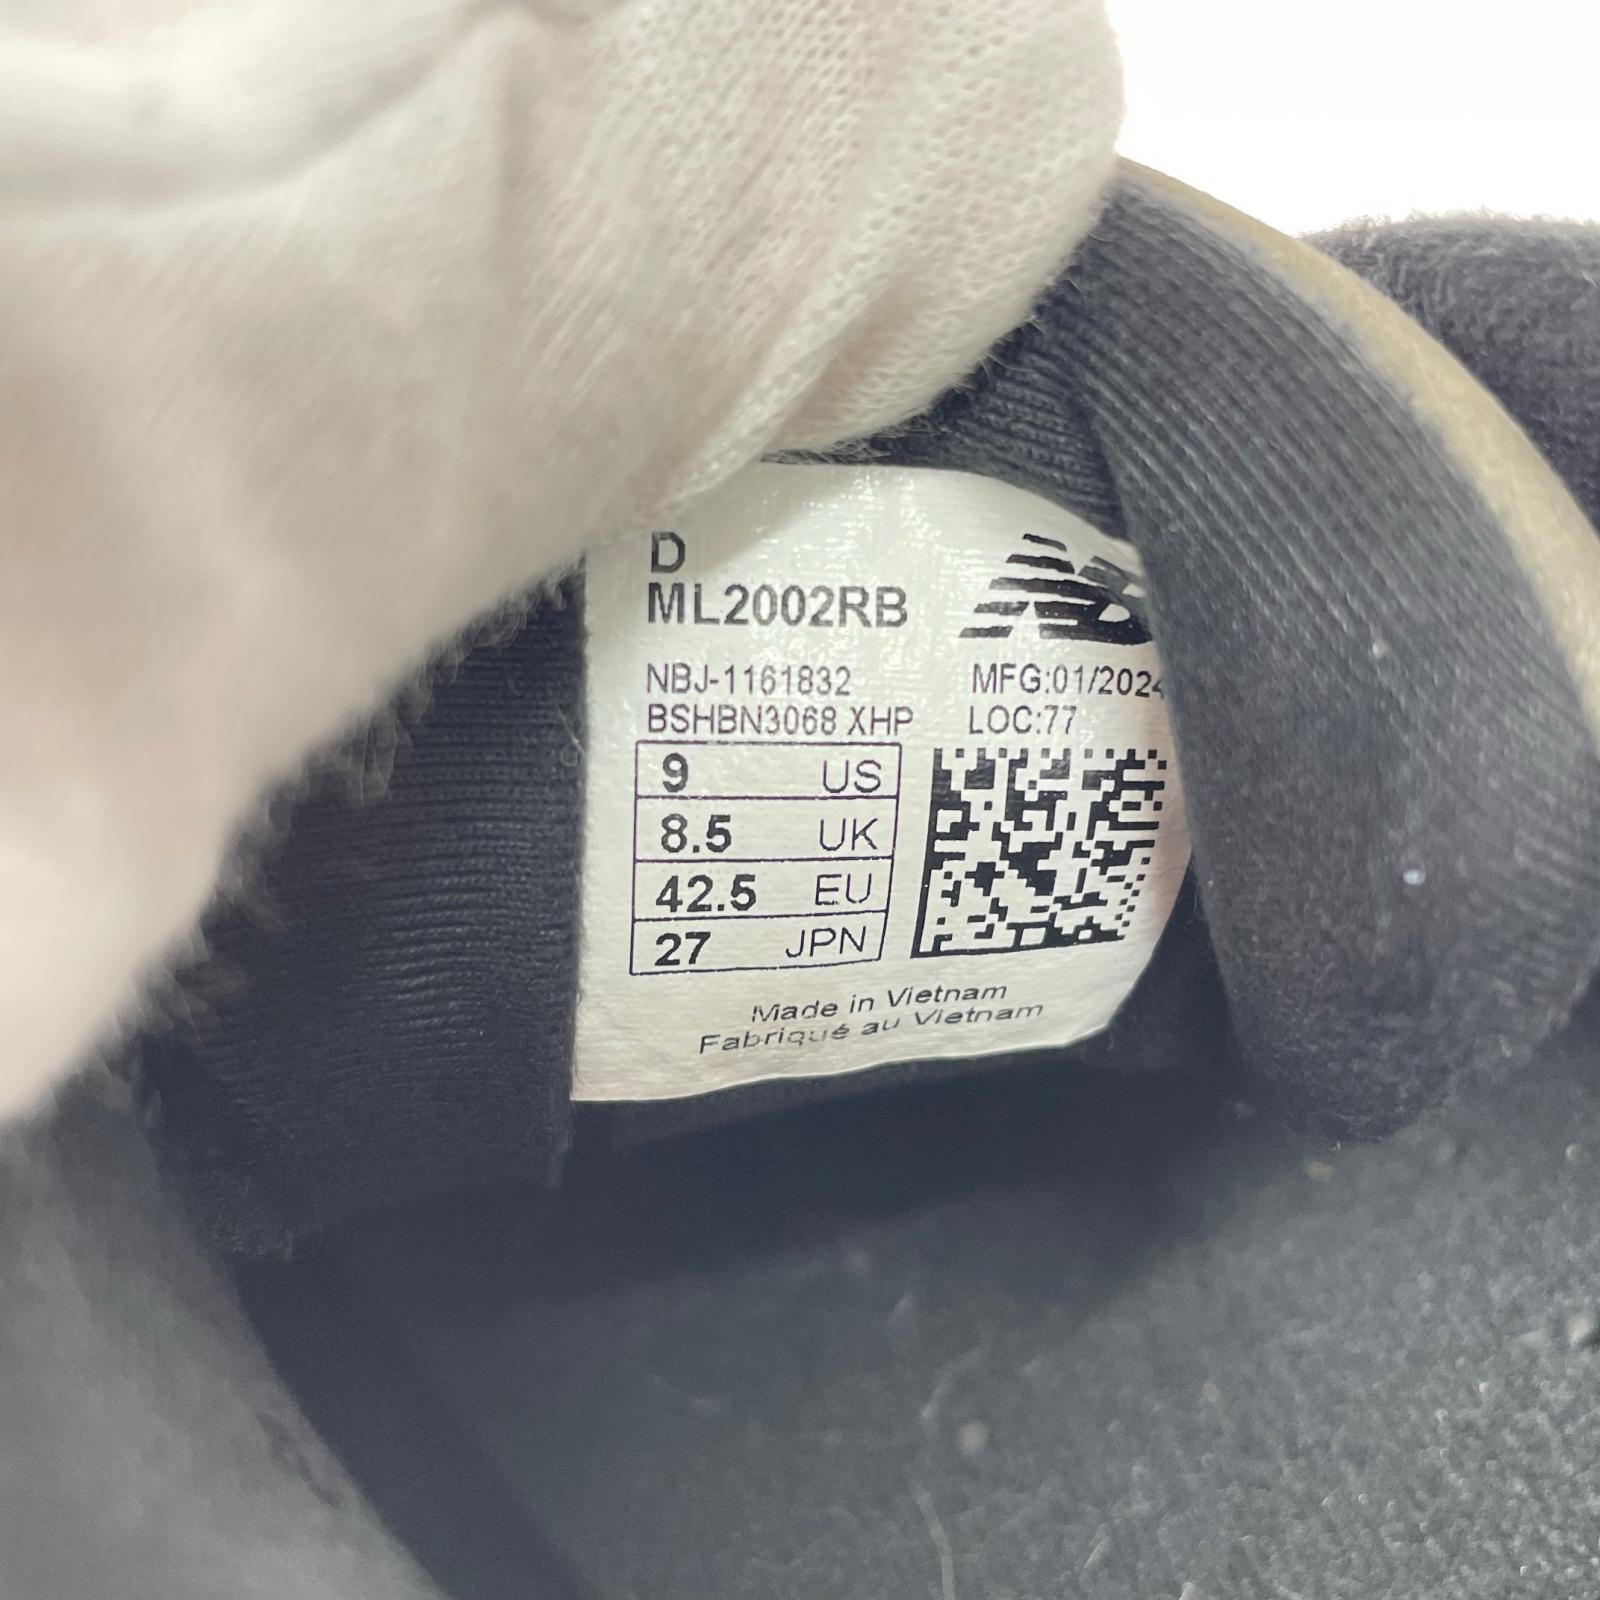 D
ML2002RB
NBJ-1161832 MFG:01/2024
BSHBN3068 XHP LOC:77
9 US
8.5 UK
42.5 EU
27 JPN
Made in Vietnam
Fabriqué au Vietnam